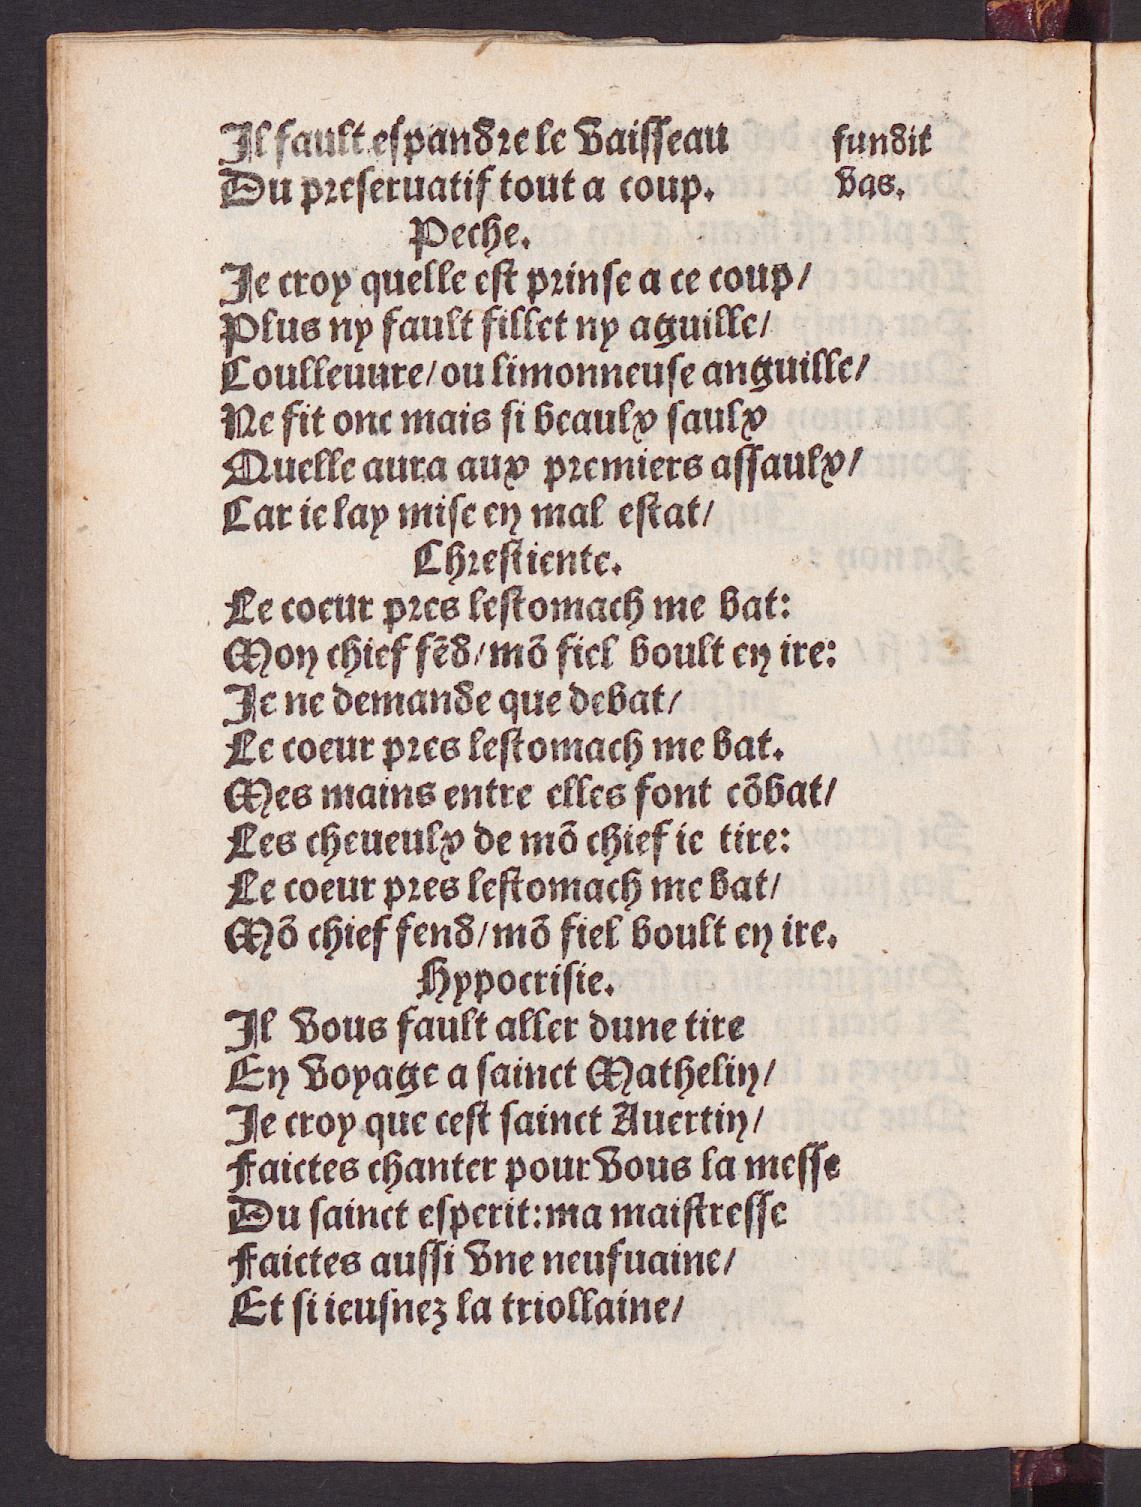 Il fault espandre le vaisseau fundit
Du preseruatif tout a coup. vas.
Peche.
Je croy quelle est prinse a ce coup/
Plus ny fault fillet ny aguille/
Coulleuure/ ou limonneuse anguille/
Ne fit onc mais si beaulx saulx
Quelle aura aux premiers assaulx/
Car ie lay mise en mal estat/
Chrestiente.
Le coeur pres lestomach me bat:
Mon chief fẽd/ mõ fiel boult en ire:
Je ne demande que debat/
Le coeur pres lestomach me bat.
Mes mains entre elles font cõbat/
Les cheueulx de mõ chief ie tire:
Le coeur pres lestomach me bat/
Mõ chief fend/ mõ fiel boult en ire.
Hypocrisie.
Il vous fault aller dune tire
En voyage a sainct Mathelin/
Je croy que cest sainct Auertin/
Faictes chanter pour vous la messe
Du sainct esperit: ma maistresse
Faictes aussi vne neufuaine/
Et si ieusnez la triollaine/